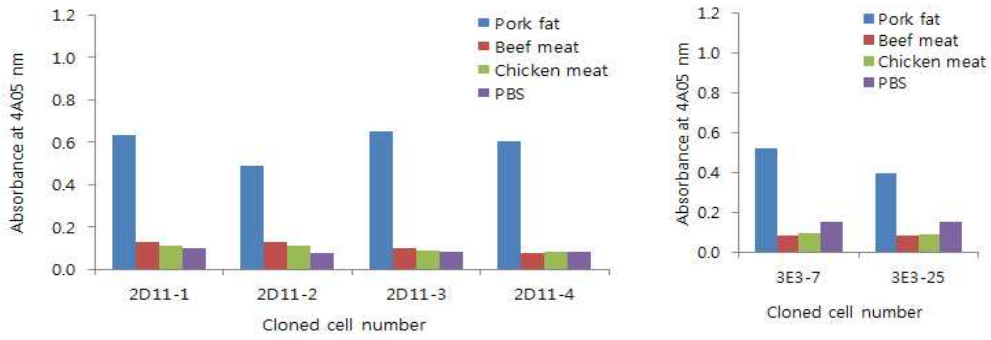 Absorbance at 4A05 nm
1.2
1.0
0.8
0.6
0.4
0.2
0.0
Pork fat
Beef meat
Chicken meat
PBS
2D11-1 2D11-2 2D11-3 2D11-4
Cloned cell number
Absorbance at 4A05 nm
1.2
1.0
0.8
0.6
0.4
0.2
0.0
Pork fat
Beef meat
Chicken meat
PBS
3E3-7 3E3-25
Cloned cell number